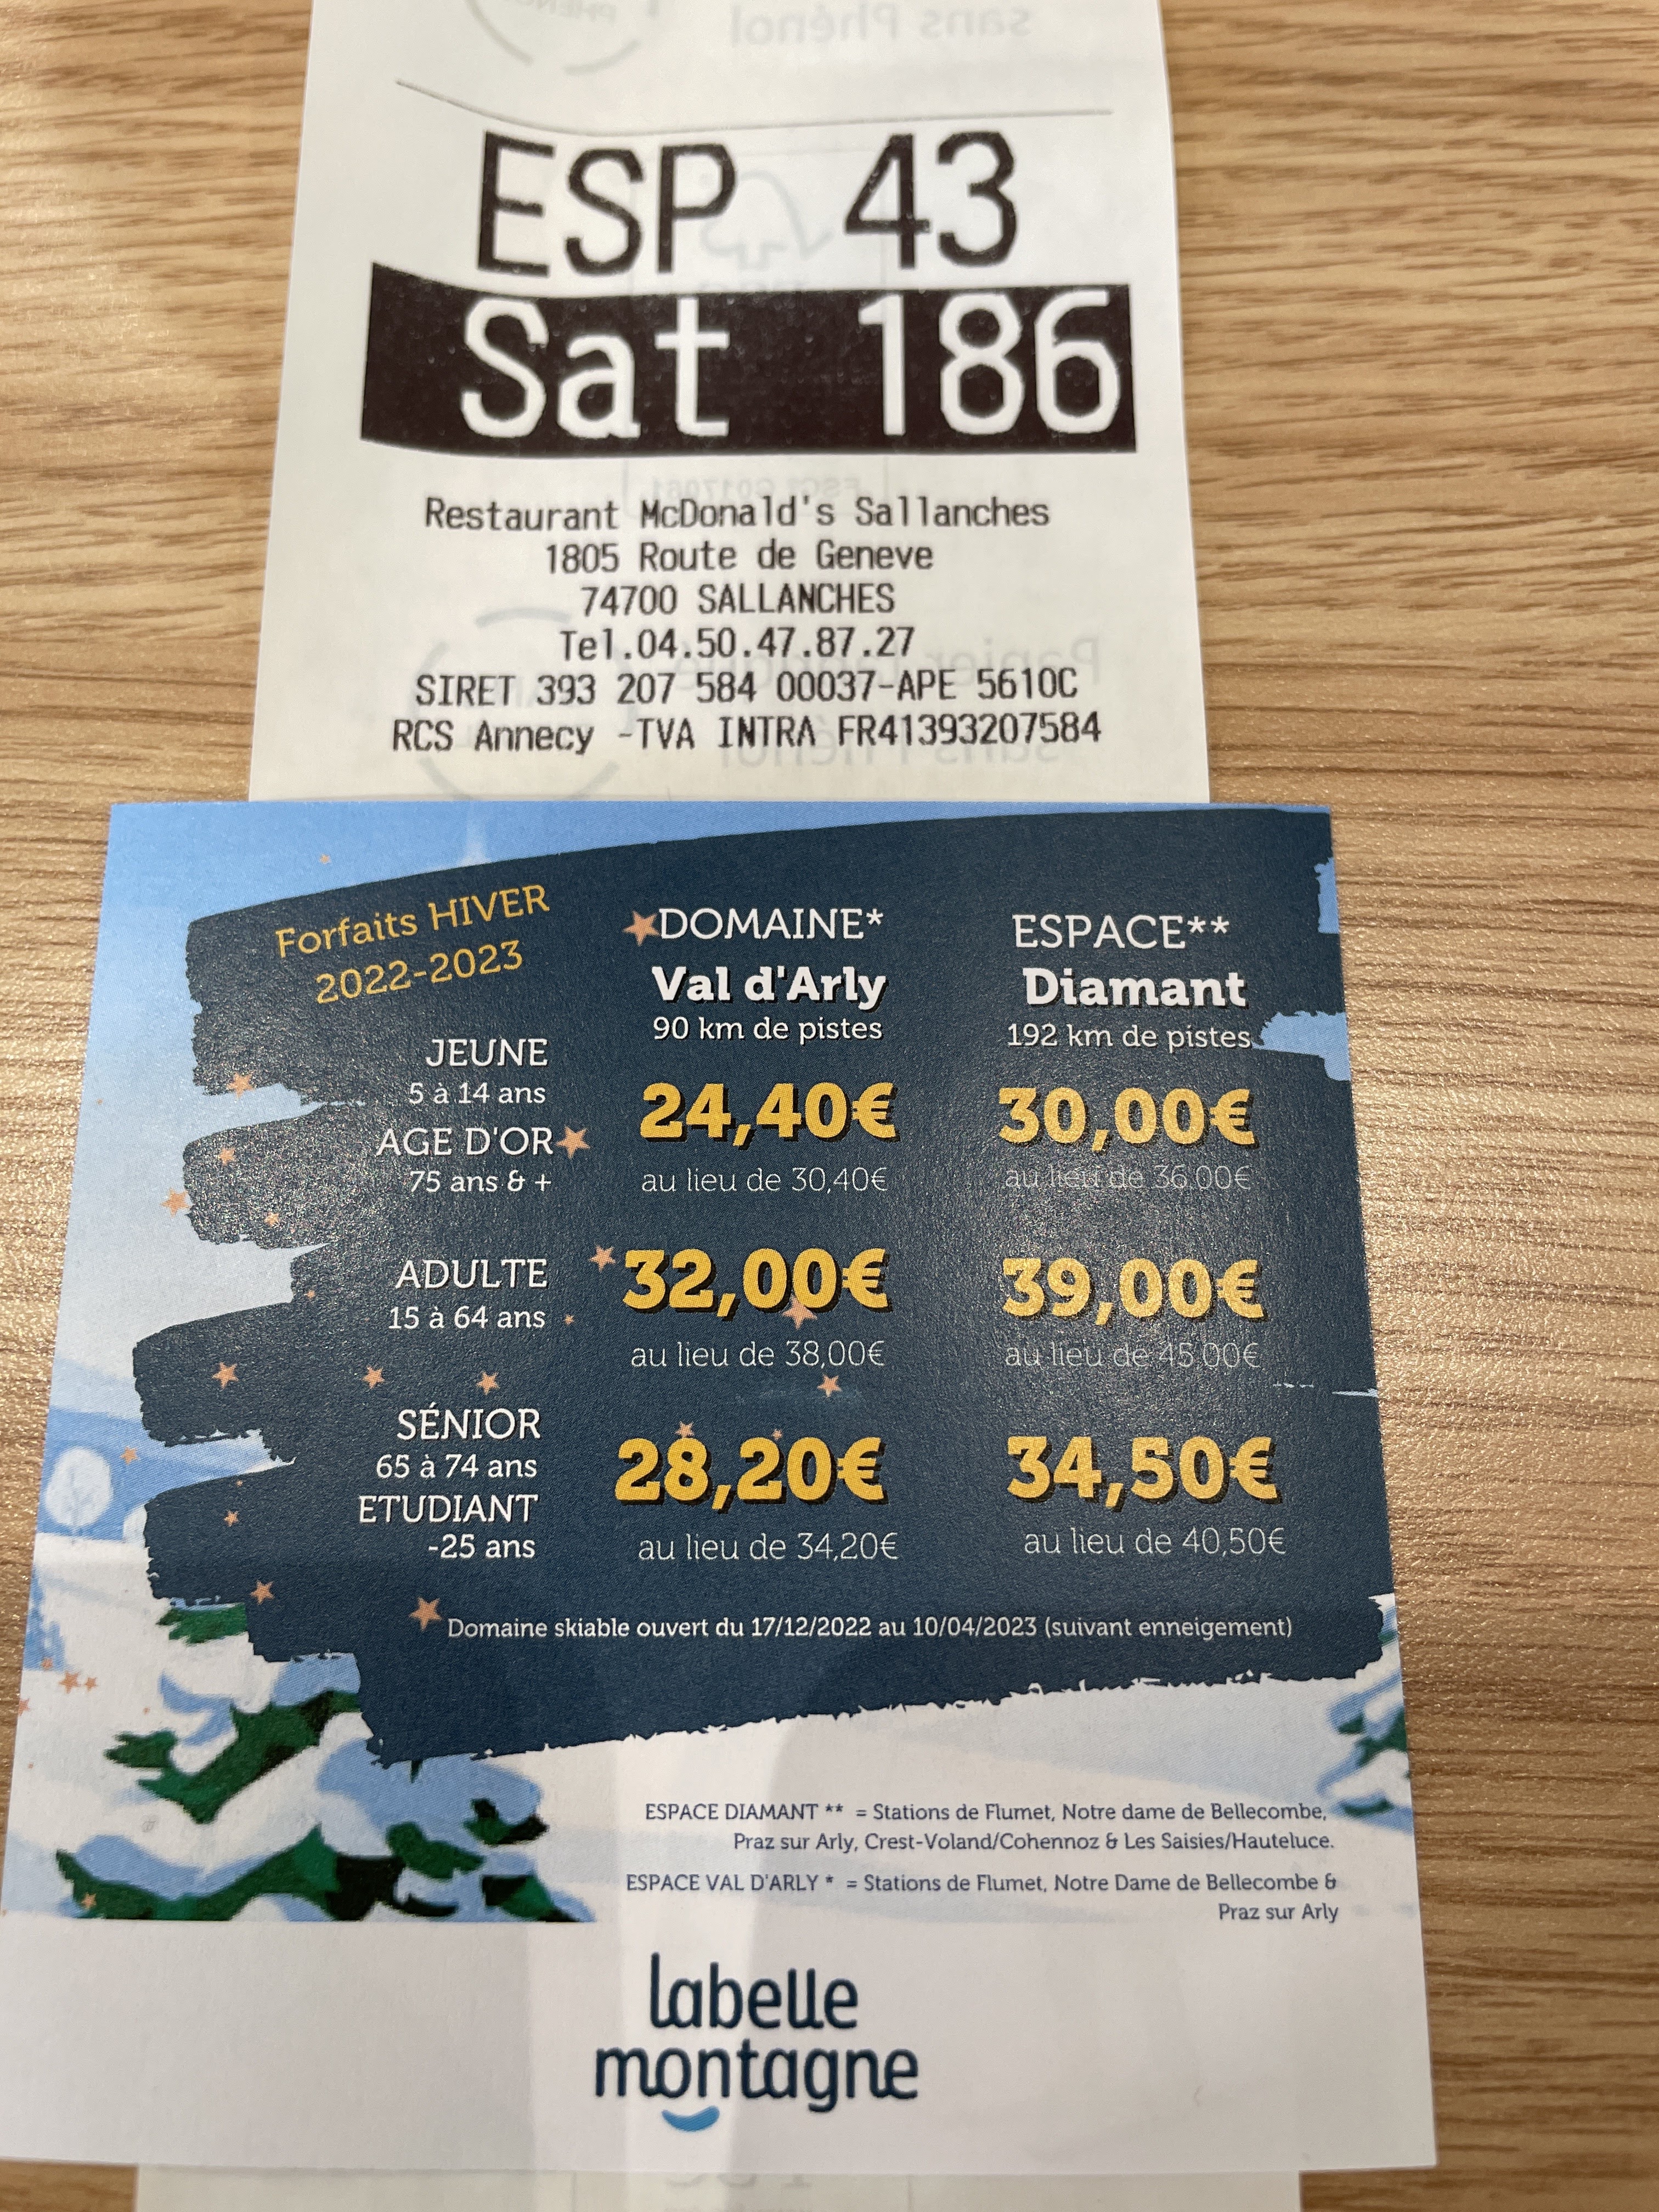 sans Phénol
ESP 43
Sat 186
Restaurant McDonald's Sallanches
1805 Route de Geneve
74700 SALLANCHES
Tel.04.50.47.87.27
SIRET 393 207 584 00037-APE 5610C
RCS Annecy -TVA INTRA FR41393207584
Forfaits HIVER
2022-2023
DOMAINE*
Val d'Arly
90 km de pistes
ESPACE**
Diamant
192 km de pistes
JEUNE
5 à 14 ans
AGE D'OR
75 ans & +
24,40€
au lieu de 30,40€
30,00€
au lieu de 36,00€
ADULTE
15 à 64 ans
32,00€
au lieu de 38,00€
39,00€
au lieu de 45,00€
SÉNIOR
65 à 74 ans
ETUDIANT
-25 ans
28,20€
au lieu de 34,20€
34,50€
au lieu de 40,50€
Domaine skiable ouvert du 17/12/2022 au 10/04/2023 (suivant enneigement)
ESPACE DIAMANT ** = Stations de Flumet, Notre dame de Bellecombe,
Praz sur Arly, Crest-Voland/Cohennoz & Les Saisies/Hauteluce.
ESPACE VAL D'ARLY * = Stations de Flumet, Notre Dame de Bellecombe &
Praz sur Arly
labelle
montagne